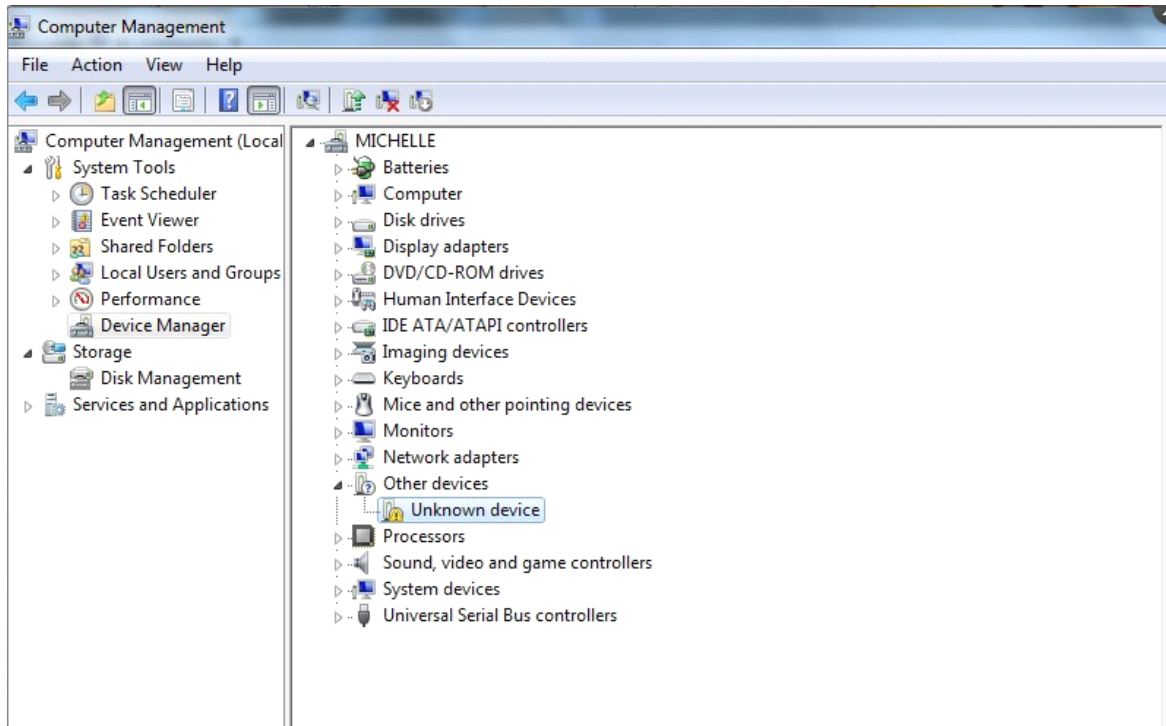 Computer Management
File Action View Help
Computer Management (Local
System Tools
Task Scheduler
Event Viewer
Shared Folders
Local Users and Groups
Performance
Device Manager
Storage
Disk Management
Services and Applications
MICHELLE
Batteries
Computer
Disk drives
Display adapters
DVD/CD-ROM drives
Human Interface Devices
IDE ATA/ATAPI controllers
Imaging devices
Keyboards
Mice and other pointing devices
Monitors
Network adapters
Other devices
Unknown device
Processors
Sound, video and game controllers
System devices
Universal Serial Bus controllers